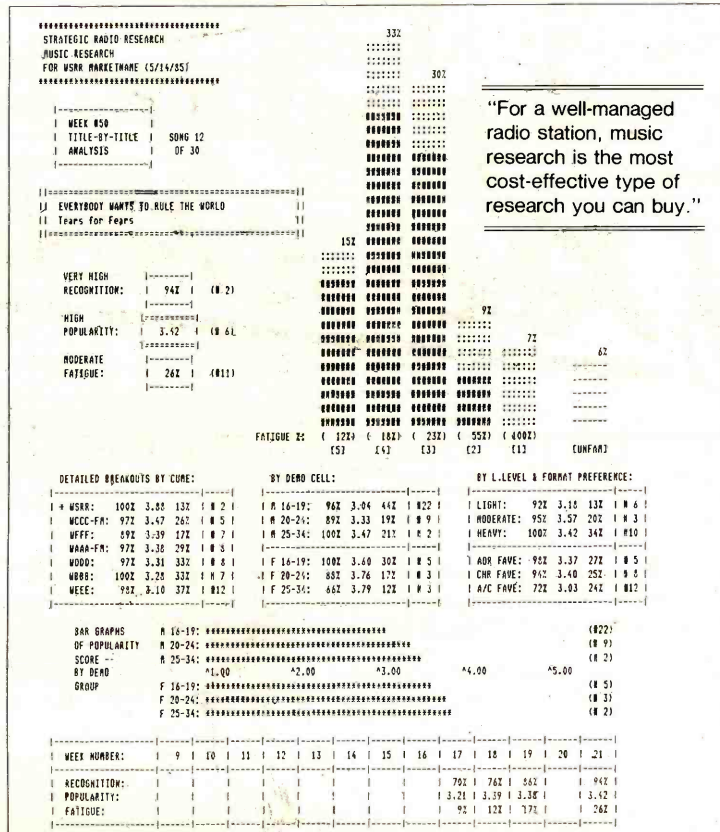 STRATEGIC RADIO RESEARCH
MUSIC RESEARCH
FOR WSRR MARKETNAME (5/14/85)
WEEK #50
TITLE-BY-TITLE SONG 12
ANALYSIS OF 30
EVERYBODY WANTS TO RULE THE WORLD
Tears for Fears
"For a well-managed
radio station, music
research is the most
cost-effective type of
research you can buy."
VERY HIGH
RECOGNITION: 94% (# 2)
HIGH
POPULARITY: 3.42 (# 6)
MODERATE
FATIGUE: 26% (#11)
15% 33% 30% 9% 7% 6%
FATIGUE %: ( 12%) ( 18%) ( 23%) ( 55%) ( 100%)
[5] [4] [3] [2] [1] [UNFAM]
DETAILED BREAKOUTS BY CUME:
* WSRR: 100% 3.88 13% # 2
WCCC-FM: 97% 3.47 26% # 5
WFFF: 89% 3.39 17% # 7
WAAA-FM: 97% 3.38 29% # 8
WDDD: 97% 3.31 33% # 8
WBBB: 100% 3.28 33% # 7
WEEE: 98% 3.10 37% #12
BY DEMO CELL:
M 16-19: 96% 3.04 44% #22
M 20-24: 89% 3.33 19% # 9
M 25-34: 100% 3.47 21% # 2
F 16-19: 100% 3.60 30% # 5
F 20-24: 88% 3.76 17% # 3
F 25-34: 66% 3.79 12% # 3
BY L.LEVEL & FORMAT PREFERENCE:
LIGHT: 92% 3.18 13% # 6
MODERATE: 95% 3.57 20% # 3
HEAVY: 100% 3.42 34% #10
AOR FAVE: 98% 3.37 27% # 5
CHR FAVE: 94% 3.40 25% # 8
A/C FAVE: 72% 3.03 24% #12
BAR GRAPHS M 16-19: (#22)
OF POPULARITY M 20-24: (# 9)
SCORE -- M 25-34: (# 2)
BY DEMO ^1.00 ^2.00 ^3.00 ^4.00 ^5.00
GROUP F 16-19: (# 5)
F 20-24: (# 3)
F 25-34: (# 2)
WEEK NUMBER: 9 10 11 12 13 14 15 16 17 18 19 20 21
RECOGNITION: 70% 76% 86% 94%
POPULARITY: 3.21 3.39 3.38 3.42
FATIGUE: 9% 12% 17% 26%